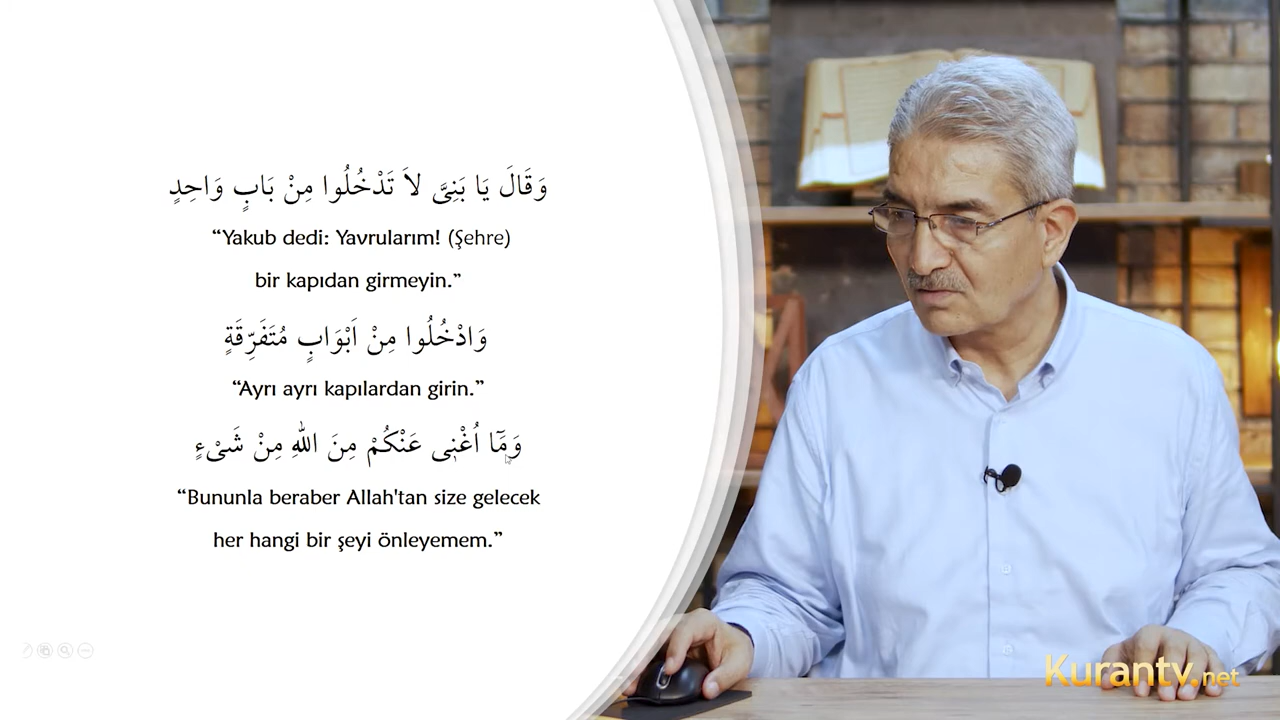 وَقَالَ يَا بَنِىَّ لاَ تَدْخُلُوا مِنْ بَابٍ وَاحِدٍ
“Yakub dedi: Yavrularım! (Şehre)
bir kapıdan girmeyin.”
وَادْخُلُوا مِنْ اَبْوَابٍ مُتَفَرِّقَةٍ
“Ayrı ayrı kapılardan girin.”
وَمَٓا اُغْنٖى عَنْكُمْ مِنَ اللّٰهِ مِنْ شَىْءٍ
“Bununla beraber Allah'tan size gelecek
her hangi bir şeyi önleyemem.”
Kurantv.net